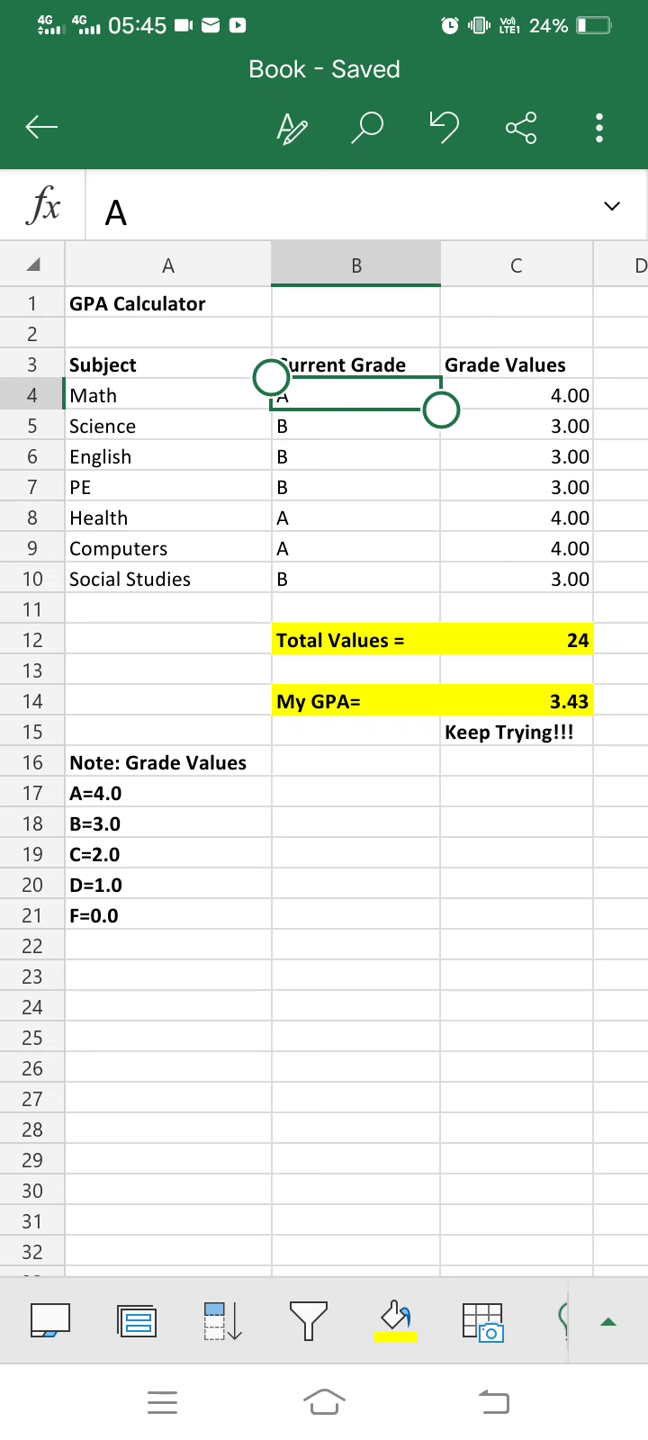 4G 4G 05:45 Vo) LTE1 24%
Book - Saved
fx A
A B C D
1 GPA Calculator
2
3 Subject Current Grade Grade Values
4 Math A 4.00
5 Science B 3.00
6 English B 3.00
7 PE B 3.00
8 Health A 4.00
9 Computers A 4.00
10 Social Studies B 3.00
11
12 Total Values = 24
13
14 My GPA= 3.43
15 Keep Trying!!!
16 Note: Grade Values
17 A=4.0
18 B=3.0
19 C=2.0
20 D=1.0
21 F=0.0
22
23
24
25
26
27
28
29
30
31
32